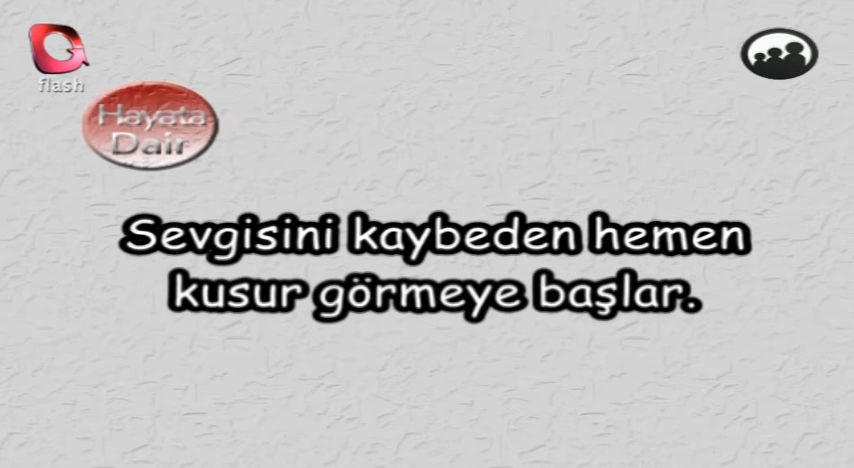 flash
Hayata
Dair
Sevgisini kaybeden hemen
kusur görmeye başlar.